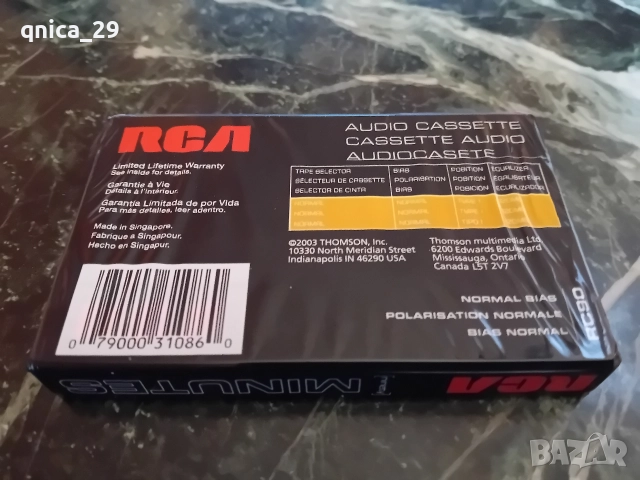 qnica_29
RCA
Limited Lifetime Warranty
See inside for details.
Garantie à Vie
Détails à l'intérieur.
Garantía Limitada de por Vida
Para más detalles, leer adentro.
Made in Singapore.
Fabriqué à Singapour.
Hecho en Singapur.
0 79000 31086 0
AUDIO CASSETTE
CASSETTE AUDIO
AUDIOCASETE
TAPE SELECTOR BIAS POSITION EQUALIZER
SÉLECTEUR DE CASSETTE POLARISATION POSITION ÉGALISATEUR
SELECTOR DE CINTA BIAS POSICION ECUALIZADOR
©2003 THOMSON, Inc.
10330 North Meridian Street
Indianapolis IN 46290 USA
Thomson multimedia Ltd.
6200 Edwards Boulevard
Mississauga, Ontario
Canada L5T 2V7
NORMAL BIAS
POLARISATION NORMALE
BIAS NORMAL
RC90
RCA
MINUTES
BAZAR